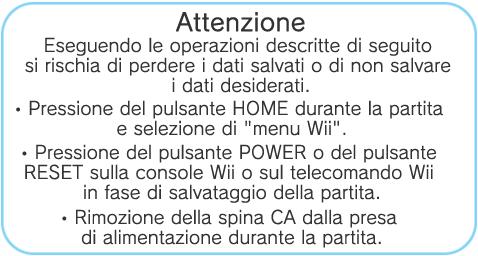 Attenzione
Eseguendo le operazioni descritte di seguito
si rischia di perdere i dati salvati o di non salvare
i dati desiderati.
• Pressione del pulsante HOME durante la partita
e selezione di "menu Wii".
• Pressione del pulsante POWER o del pulsante
RESET sulla console Wii o sul telecomando Wii
in fase di salvataggio della partita.
• Rimozione della spina CA dalla presa
di alimentazione durante la partita.